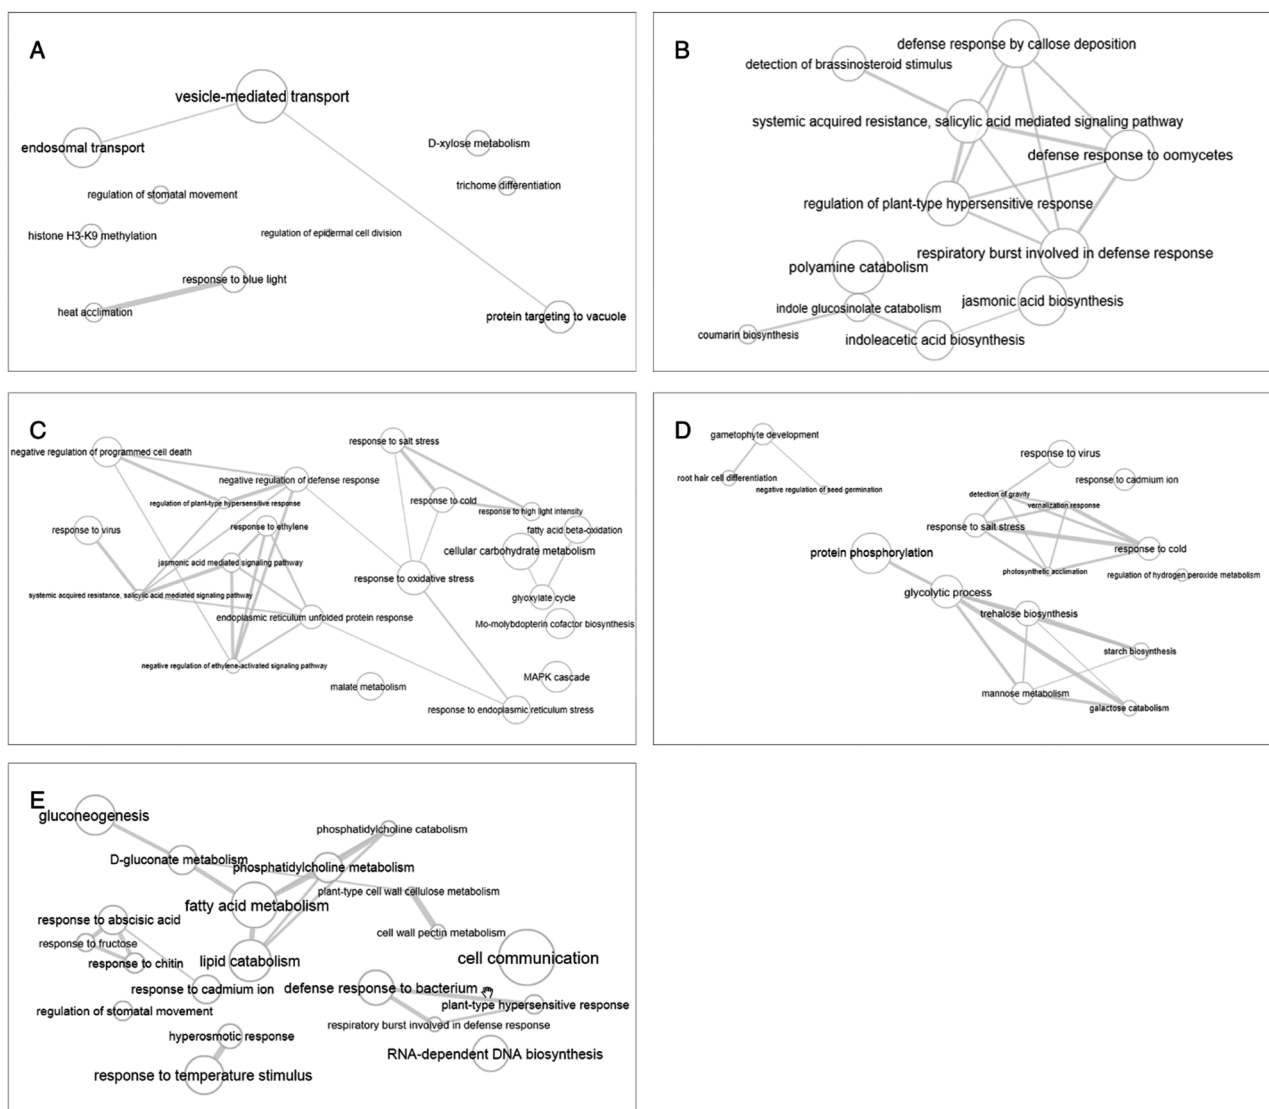 A
vesicle-mediated transport
endosomal transport
D-xylose metabolism
trichome differentiation
regulation of stomatal movement
histone H3-K9 methylation
regulation of epidermal cell division
response to blue light
heat acclimation
protein targeting to vacuole
B
defense response by callose deposition
detection of brassinosteroid stimulus
systemic acquired resistance, salicylic acid mediated signaling pathway
defense response to oomycetes
regulation of plant-type hypersensitive response
respiratory burst involved in defense response
polyamine catabolism
jasmonic acid biosynthesis
indole glucosinolate catabolism
coumarin biosynthesis
indoleacetic acid biosynthesis
C
response to salt stress
negative regulation of programmed cell death
negative regulation of defense response
regulation of plant-type hypersensitive response
response to cold
response to high light intensity
response to virus
response to ethylene
fatty acid beta-oxidation
cellular carbohydrate metabolism
jasmonic acid mediated signaling pathway
response to oxidative stress
systemic acquired resistance, salicylic acid mediated signaling pathway
glyoxylate cycle
endoplasmic reticulum unfolded protein response
Mo-molybdopterin cofactor biosynthesis
negative regulation of ethylene-activated signaling pathway
MAPK cascade
malate metabolism
response to endoplasmic reticulum stress
D
gametophyte development
response to virus
root hair cell differentiation
response to cadmium ion
negative regulation of seed germination
detection of gravity
vernalization response
response to salt stress
protein phosphorylation
response to cold
photosynthetic acclimation
regulation of hydrogen peroxide metabolism
glycolytic process
trehalose biosynthesis
starch biosynthesis
mannose metabolism
galactose catabolism
E
gluconeogenesis
phosphatidylcholine catabolism
D-gluconate metabolism
phosphatidylcholine metabolism
plant-type cell wall cellulose metabolism
fatty acid metabolism
response to abscisic acid
cell wall pectin metabolism
response to fructose
lipid catabolism
cell communication
response to chitin
response to cadmium ion
defense response to bacterium
plant-type hypersensitive response
regulation of stomatal movement
respiratory burst involved in defense response
hyperosmotic response
RNA-dependent DNA biosynthesis
response to temperature stimulus